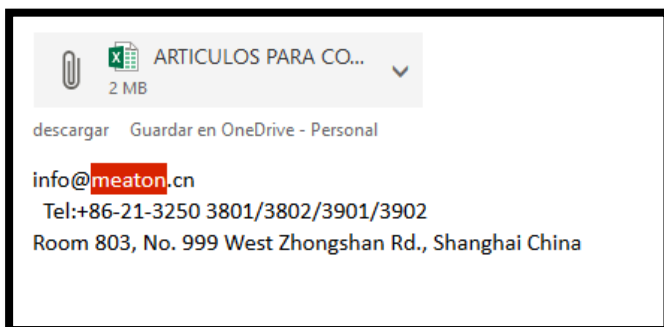 ARTICULOS PARA CO...
2 MB
descargar Guardar en OneDrive - Personal
info@meaton.cn
Tel:+86-21-3250 3801/3802/3901/3902
Room 803, No. 999 West Zhongshan Rd., Shanghai China